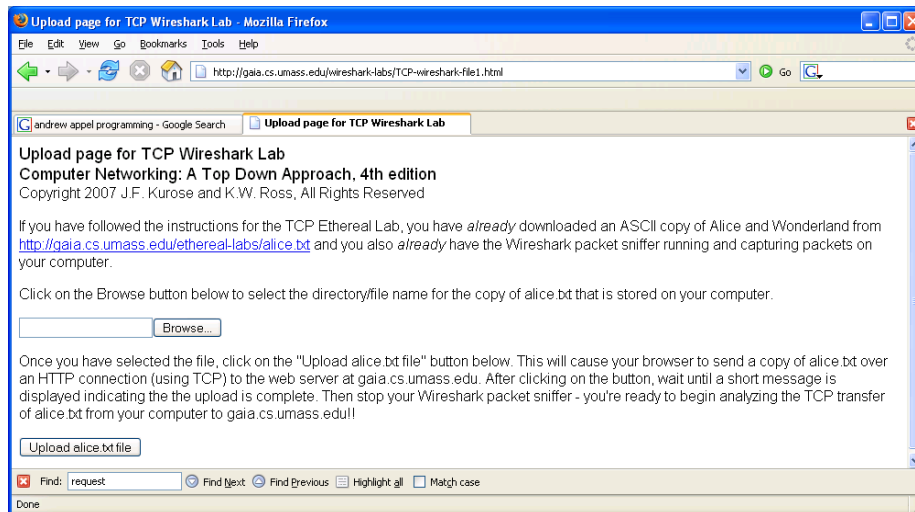 Upload page for TCP Wireshark Lab - Mozilla Firefox
File Edit View Go Bookmarks Tools Help
http://gaia.cs.umass.edu/wireshark-labs/TCP-wireshark-file1.html Go G
G andrew appel programming - Google Search Upload page for TCP Wireshark Lab
Upload page for TCP Wireshark Lab
Computer Networking: A Top Down Approach, 4th edition
Copyright 2007 J.F. Kurose and K.W. Ross, All Rights Reserved
If you have followed the instructions for the TCP Ethereal Lab, you have already downloaded an ASCII copy of Alice and Wonderland from
http://gaia.cs.umass.edu/ethereal-labs/alice.txt and you also already have the Wireshark packet sniffer running and capturing packets on
your computer.
Click on the Browse button below to select the directory/file name for the copy of alice.txt that is stored on your computer.
Browse...
Once you have selected the file, click on the "Upload alice.txt file" button below. This will cause your browser to send a copy of alice.txt over
an HTTP connection (using TCP) to the web server at gaia.cs.umass.edu. After clicking on the button, wait until a short message is
displayed indicating the the upload is complete. Then stop your Wireshark packet sniffer - you're ready to begin analyzing the TCP transfer
of alice.txt from your computer to gaia.cs.umass.edu!!
Upload alice.txt file
Find: request Find Next Find Previous Highlight all Match case
Done